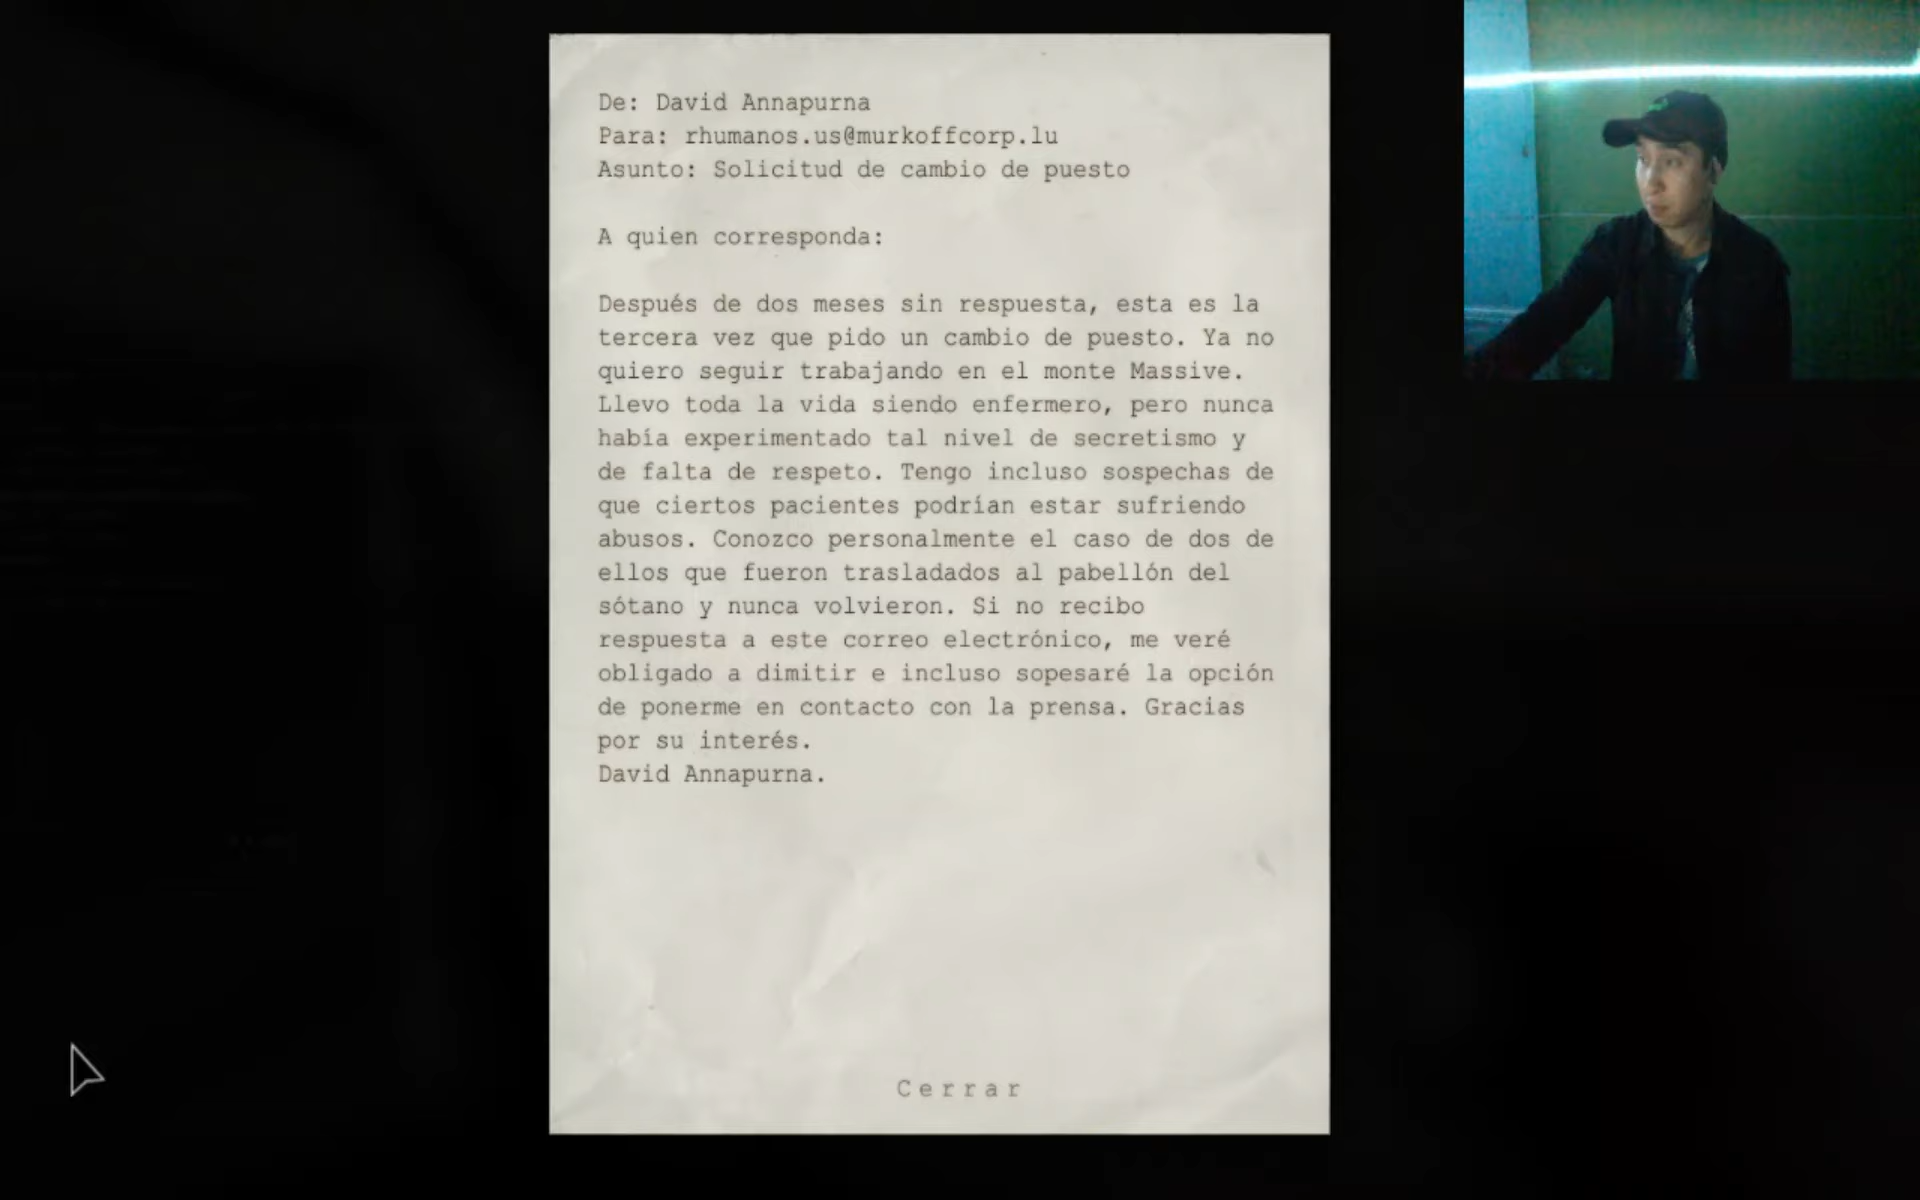 De: David Annapurna
Para: rhumanos.us@murkoffcorp.lu
Asunto: Solicitud de cambio de puesto
A quien corresponda:
Después de dos meses sin respuesta, esta es la
tercera vez que pido un cambio de puesto. Ya no
quiero seguir trabajando en el monte Massive.
Llevo toda la vida siendo enfermero, pero nunca
había experimentado tal nivel de secretismo y
de falta de respeto. Tengo incluso sospechas de
que ciertos pacientes podrían estar sufriendo
abusos. Conozco personalmente el caso de dos de
ellos que fueron trasladados al pabellón del
sótano y nunca volvieron. Si no recibo
respuesta a este correo electrónico, me veré
obligado a dimitir e incluso sopesaré la opción
de ponerme en contacto con la prensa. Gracias
por su interés.
David Annapurna.
Cerrar